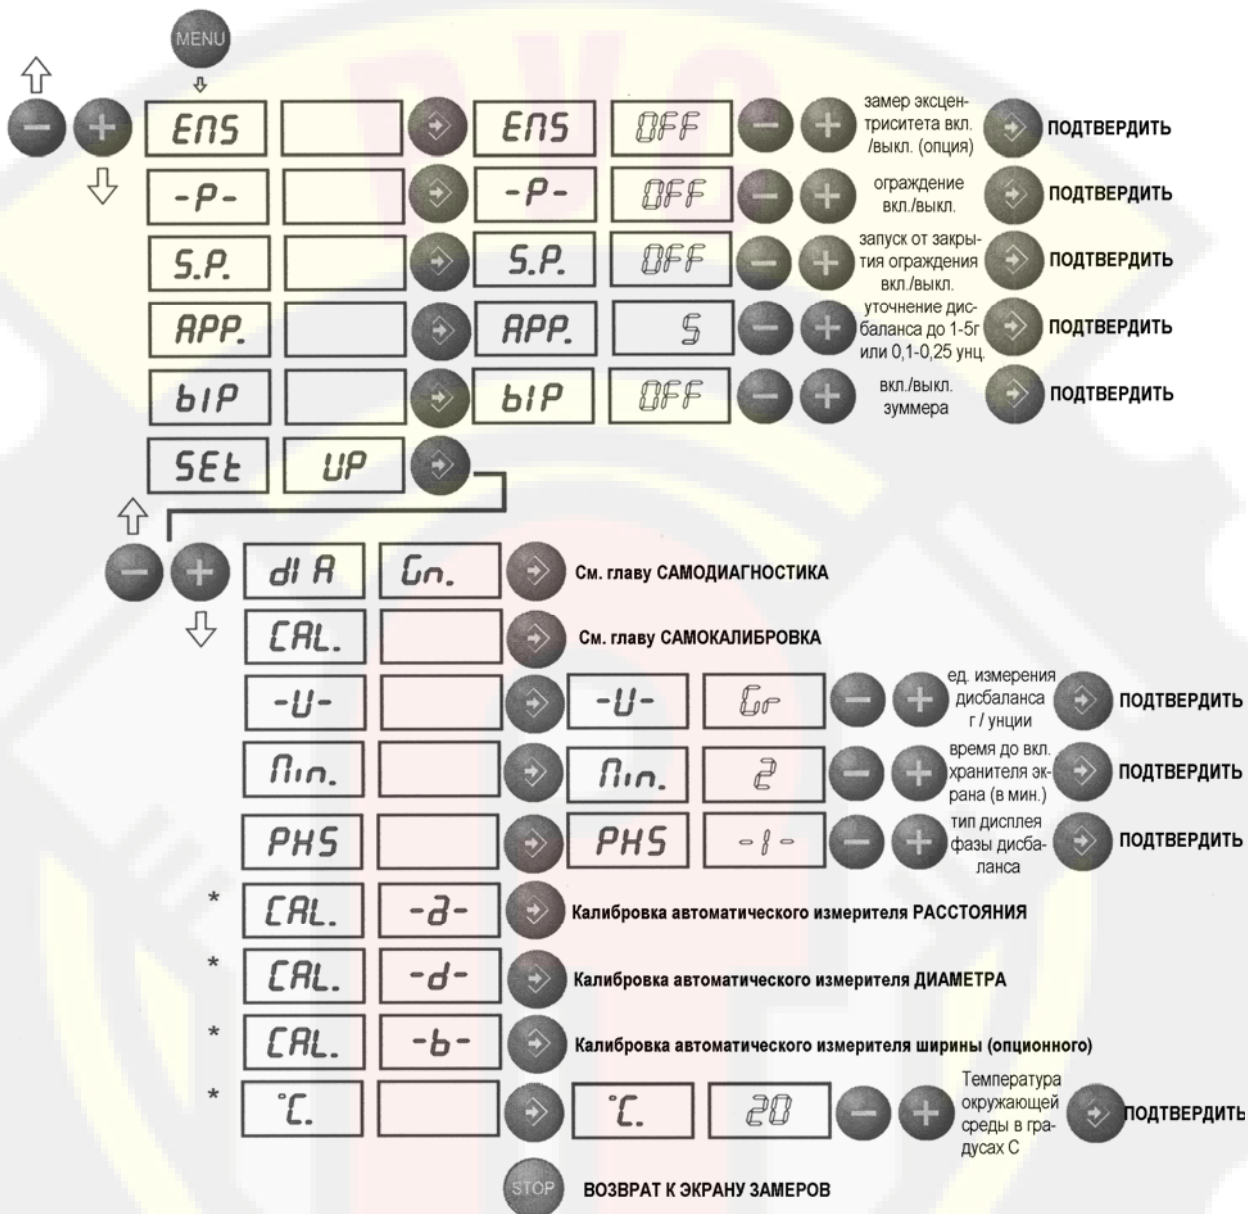 РУС
MENU
ENS ENS OFF замер эксцен-
триситета вкл.
/выкл. (опция) ПОДТВЕРДИТЬ
-P- -P- OFF ограждение
вкл./выкл. ПОДТВЕРДИТЬ
S.P. S.P. OFF запуск от закры-
тия ограждения
вкл./выкл. ПОДТВЕРДИТЬ
APP. APP. 5 уточнение дис-
баланса до 1-5г
или 0,1-0,25 унц. ПОДТВЕРДИТЬ
bIP bIP OFF вкл./выкл.
зуммера ПОДТВЕРДИТЬ
SEt UP
dIA Gn. См. главу САМОДИАГНОСТИКА
CAL. См. главу САМОКАЛИБРОВКА
-U- -U- Gr ед. измерения
дисбаланса
г / унции ПОДТВЕРДИТЬ
Min. Min. 2 время до вкл.
хранителя эк-
рана (в мин.) ПОДТВЕРДИТЬ
PHS PHS -1- тип дисплея
фазы дисба-
ланса ПОДТВЕРДИТЬ
* CAL. -a- Калибровка автоматического измерителя РАССТОЯНИЯ
* CAL. -d- Калибровка автоматического измерителя ДИАМЕТРА
* CAL. -b- Калибровка автоматического измерителя ширины (опционного)
* °C. °C. 20 Температура
окружающей
среды в гра-
дусах С ПОДТВЕРДИТЬ
STOP ВОЗВРАТ К ЭКРАНУ ЗАМЕРОВ